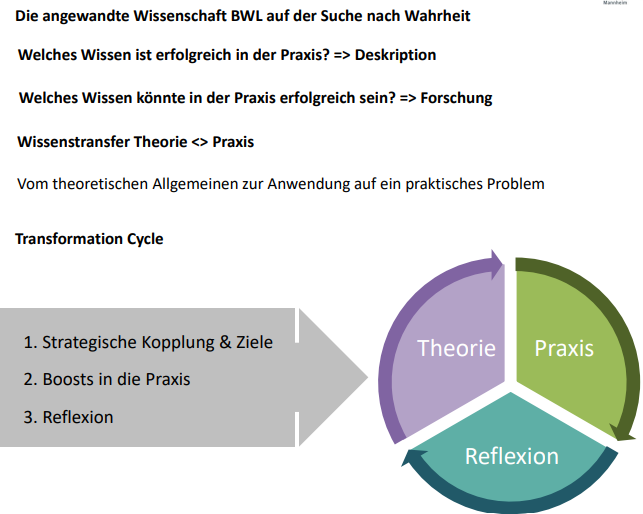 Mannheim
Die angewandte Wissenschaft BWL auf der Suche nach Wahrheit
Welches Wissen ist erfolgreich in der Praxis? => Deskription
Welches Wissen könnte in der Praxis erfolgreich sein? => Forschung
Wissenstransfer Theorie <> Praxis
Vom theoretischen Allgemeinen zur Anwendung auf ein praktisches Problem
Transformation Cycle
1. Strategische Kopplung & Ziele
2. Boosts in die Praxis
3. Reflexion
Theorie
Praxis
Reflexion